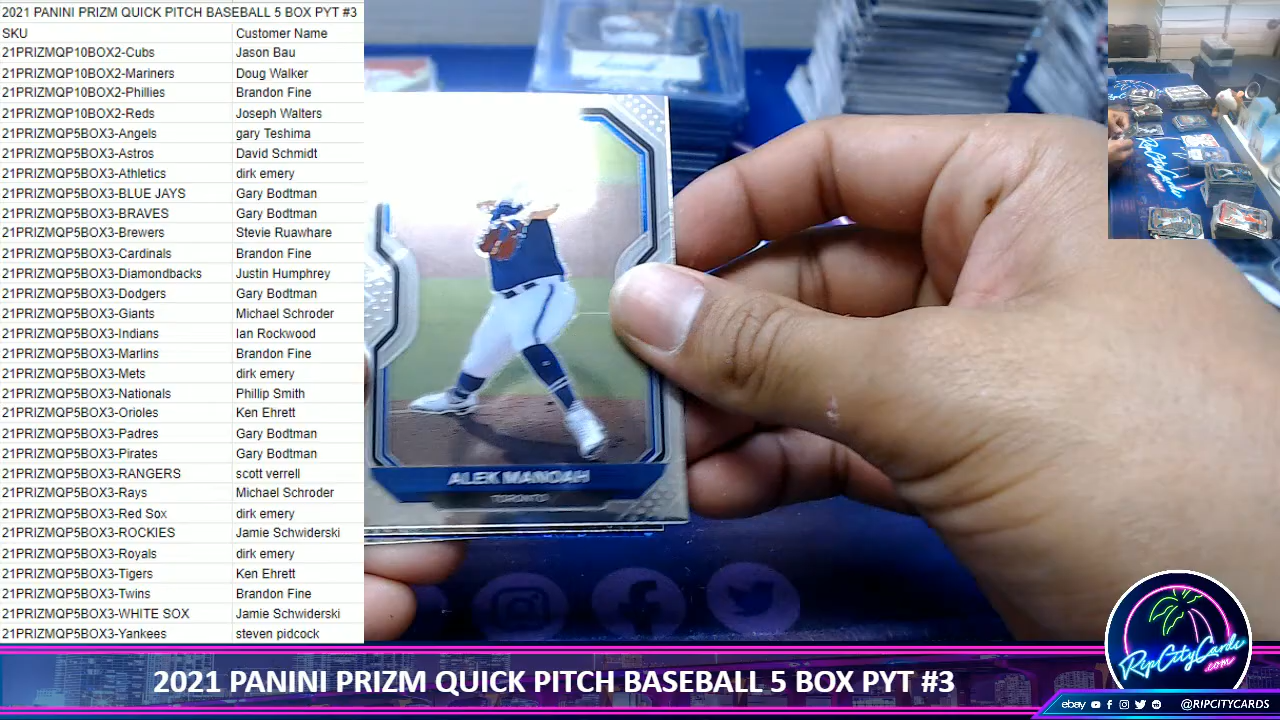 2021 PANINI PRIZM QUICK PITCH BASEBALL 5 BOX PYT #3
SKU Customer Name
21PRIZMQP10BOX2-Cubs Jason Bau
21PRIZMQP10BOX2-Mariners Doug Walker
21PRIZMQP10BOX2-Phillies Brandon Fine
21PRIZMQP10BOX2-Reds Joseph Walters
21PRIZMQP5BOX3-Angels gary Teshima
21PRIZMQP5BOX3-Astros David Schmidt
21PRIZMQP5BOX3-Athletics dirk emery
21PRIZMQP5BOX3-BLUE JAYS Gary Bodtman
21PRIZMQP5BOX3-BRAVES Gary Bodtman
21PRIZMQP5BOX3-Brewers Stevie Ruawhare
21PRIZMQP5BOX3-Cardinals Brandon Fine
21PRIZMQP5BOX3-Diamondbacks Justin Humphrey
21PRIZMQP5BOX3-Dodgers Gary Bodtman
21PRIZMQP5BOX3-Giants Michael Schroder
21PRIZMQP5BOX3-Indians Ian Rockwood
21PRIZMQP5BOX3-Marlins Brandon Fine
21PRIZMQP5BOX3-Mets dirk emery
21PRIZMQP5BOX3-Nationals Phillip Smith
21PRIZMQP5BOX3-Orioles Ken Ehrett
21PRIZMQP5BOX3-Padres Gary Bodtman
21PRIZMQP5BOX3-Pirates Gary Bodtman
21PRIZMQP5BOX3-RANGERS scott verrell
21PRIZMQP5BOX3-Rays Michael Schroder
21PRIZMQP5BOX3-Red Sox dirk emery
21PRIZMQP5BOX3-ROCKIES Jamie Schwiderski
21PRIZMQP5BOX3-Royals dirk emery
21PRIZMQP5BOX3-Tigers Ken Ehrett
21PRIZMQP5BOX3-Twins Brandon Fine
21PRIZMQP5BOX3-WHITE SOX Jamie Schwiderski
21PRIZMQP5BOX3-Yankees steven pidcock
ALEK MANOAH
TORONTO
RipCityCards
.com
RipCityCards
.com
2021 PANINI PRIZM QUICK PITCH BASEBALL 5 BOX PYT #3
ebay @RIPCITYCARDS